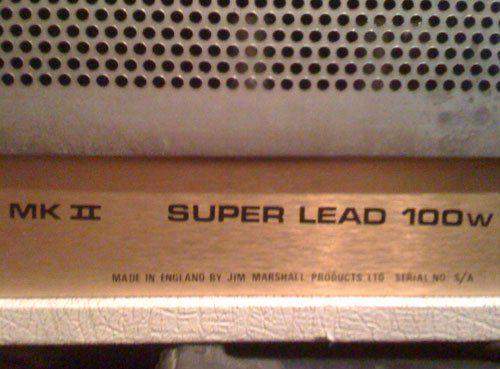 MK II SUPER LEAD 100W
MADE IN ENGLAND BY JIM MARSHALL PRODUCTS LTD SERIAL NO S/A